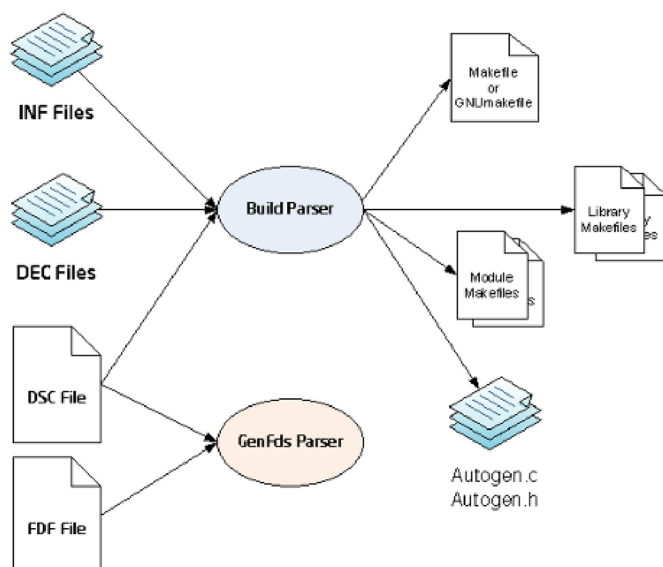 INF Files
DEC Files
DSC File
FDF File
Build Parser
GenFds Parser
Makefile
or
GNUmakefile
Library
Makefiles
Module
Makefiles
Autogen.c
Autogen.h